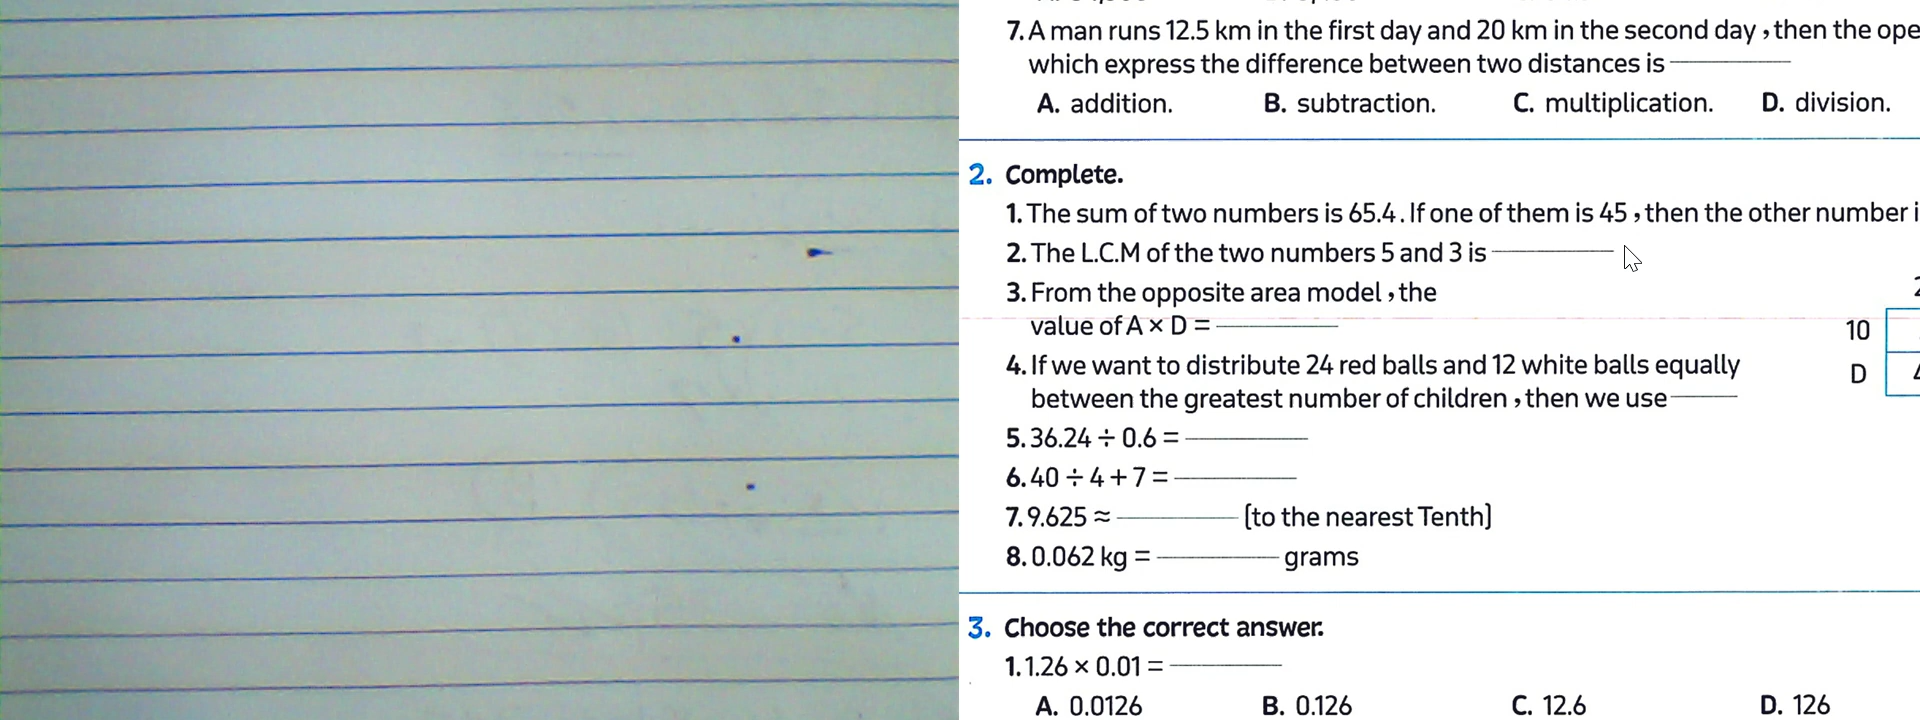 7. A man runs 12.5 km in the first day and 20 km in the second day , then the ope
which express the difference between two distances is
A. addition. B. subtraction. C. multiplication. D. division.
2. Complete.
1. The sum of two numbers is 65.4 . If one of them is 45 , then the other number i
2. The L.C.M of the two numbers 5 and 3 is
3. From the opposite area model , the
value of A × D =
10
D
4. If we want to distribute 24 red balls and 12 white balls equally
between the greatest number of children , then we use
5. 36.24 ÷ 0.6 =
6. 40 ÷ 4 + 7 =
7. 9.625 ≈ [to the nearest Tenth]
8. 0.062 kg = grams
3. Choose the correct answer.
1. 1.26 × 0.01 =
A. 0.0126 B. 0.126 C. 12.6 D. 126